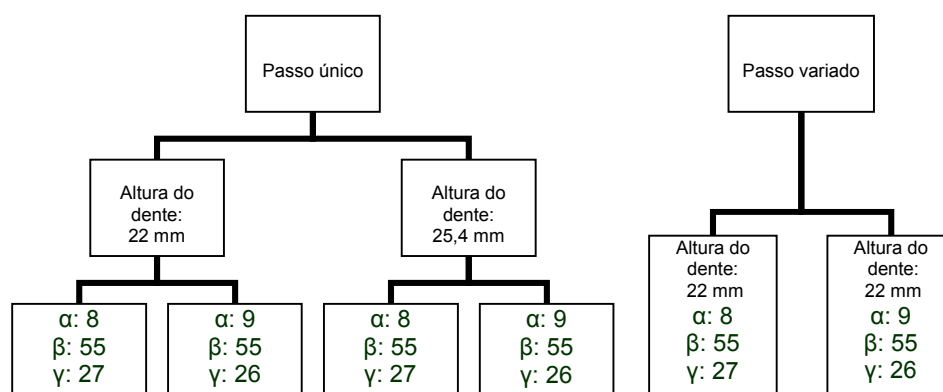 Passo único
Passo variado
Altura do
dente:
22 mm
Altura do
dente:
25,4 mm
Altura do
dente:
22 mm
α: 8
β: 55
γ: 27
Altura do
dente:
22 mm
α: 9
β: 55
γ: 26
α: 8
β: 55
γ: 27
α: 9
β: 55
γ: 26
α: 8
β: 55
γ: 27
α: 9
β: 55
γ: 26